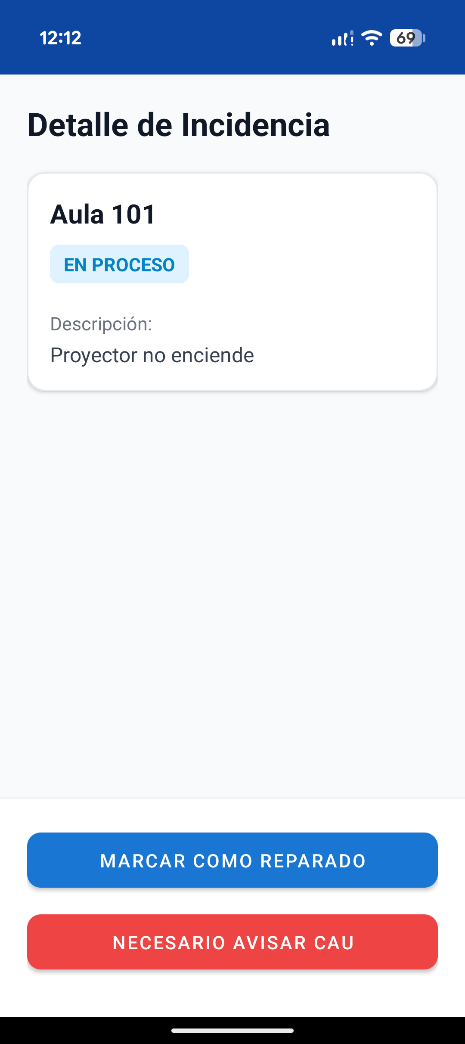 12:12
69
Detalle de Incidencia
Aula 101
EN PROCESO
Descripción:
Proyector no enciende
MARCAR COMO REPARADO
NECESARIO AVISAR CAU